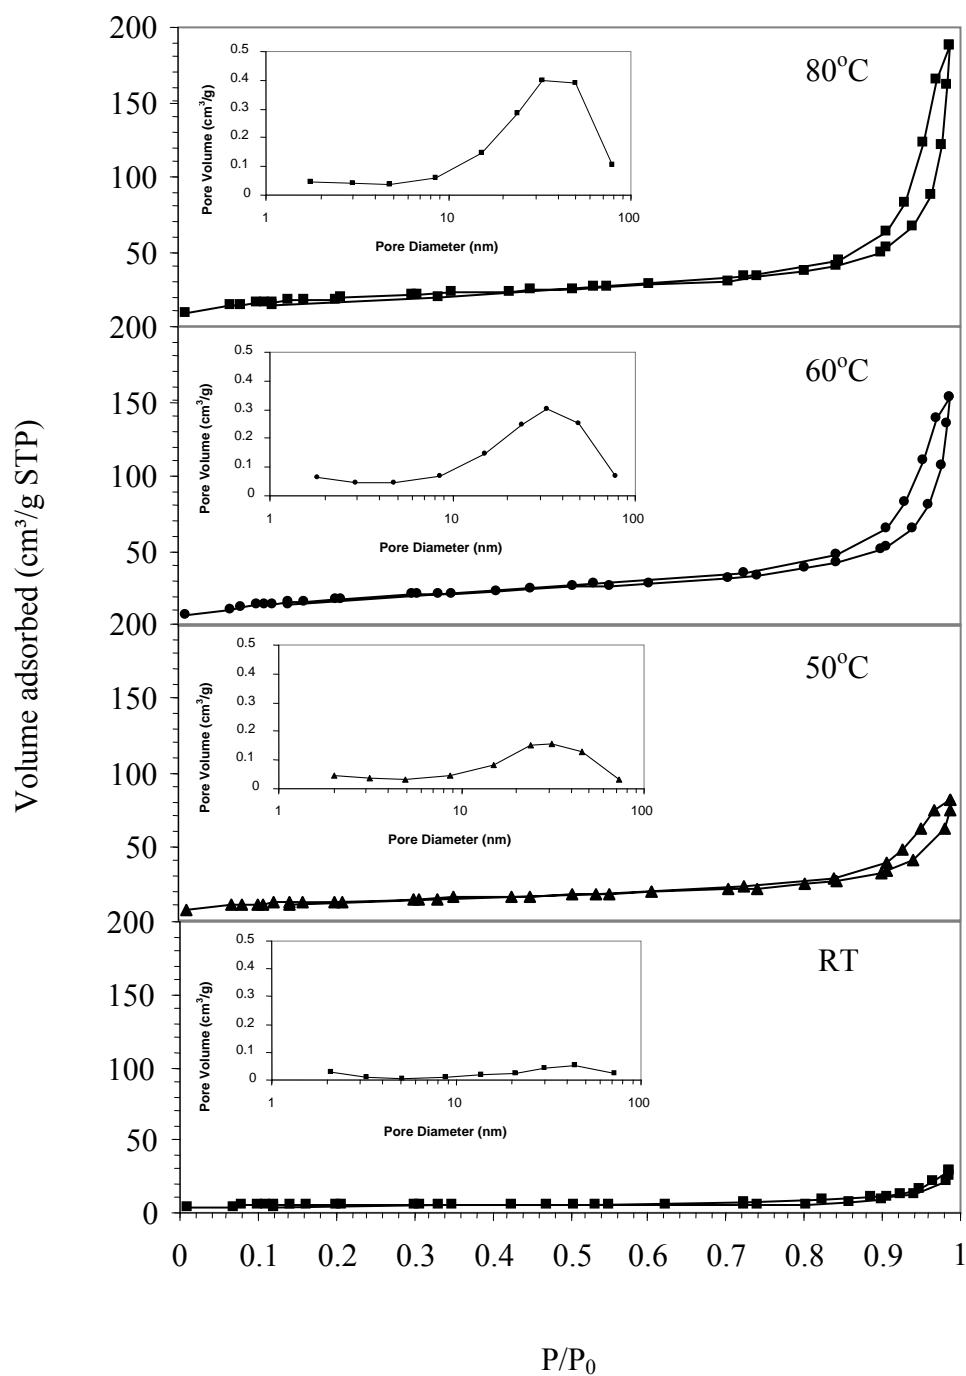 Volume adsorbed (cm³/g STP)
200
150
100
50
80°C
Pore Volume (cm³/g)
0.5
0.4
0.3
0.2
0.1
0
1 10 100
Pore Diameter (nm)
200
150
100
50
60°C
Pore Volume (cm³/g)
0.5
0.4
0.3
0.2
0.1
0
1 10 100
Pore Diameter (nm)
200
150
100
50
50°C
Pore Volume (cm³/g)
0.5
0.4
0.3
0.2
0.1
0
1 10 100
Pore Diameter (nm)
200
150
100
50
0
RT
Pore Volume (cm³/g)
0.5
0.4
0.3
0.2
0.1
0
1 10 100
Pore Diameter (nm)
0 0.1 0.2 0.3 0.4 0.5 0.6 0.7 0.8 0.9 1
P/P₀